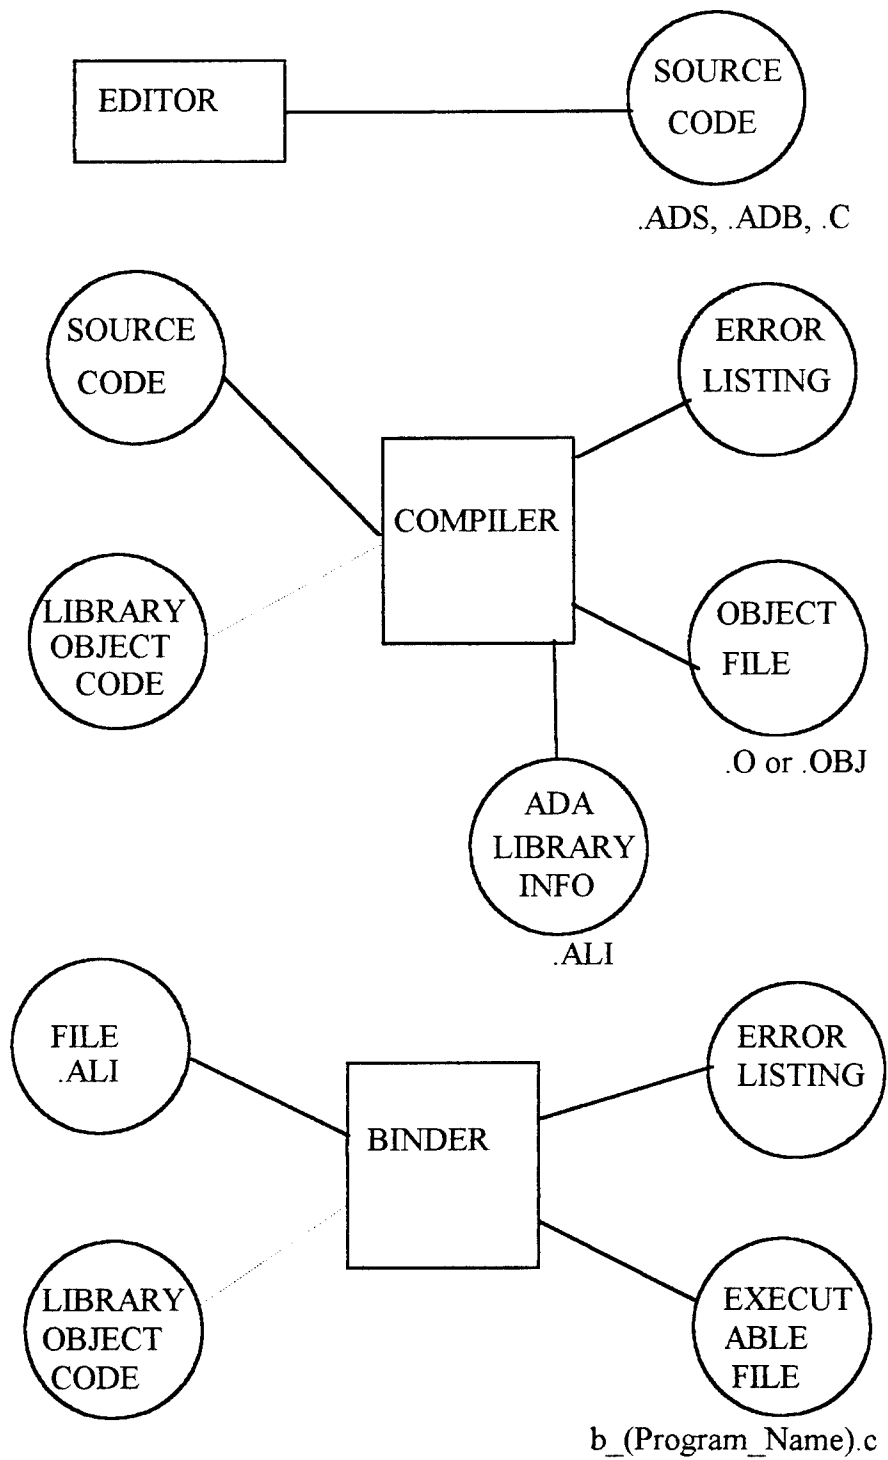 EDITOR
SOURCE
CODE
.ADS, .ADB, .C
SOURCE
CODE
ERROR
LISTING
COMPILER
LIBRARY
OBJECT
CODE
OBJECT
FILE
.O or .OBJ
ADA
LIBRARY
INFO
.ALI
FILE
.ALI
ERROR
LISTING
BINDER
LIBRARY
OBJECT
CODE
EXECUT
ABLE
FILE
b_(Program_Name).c